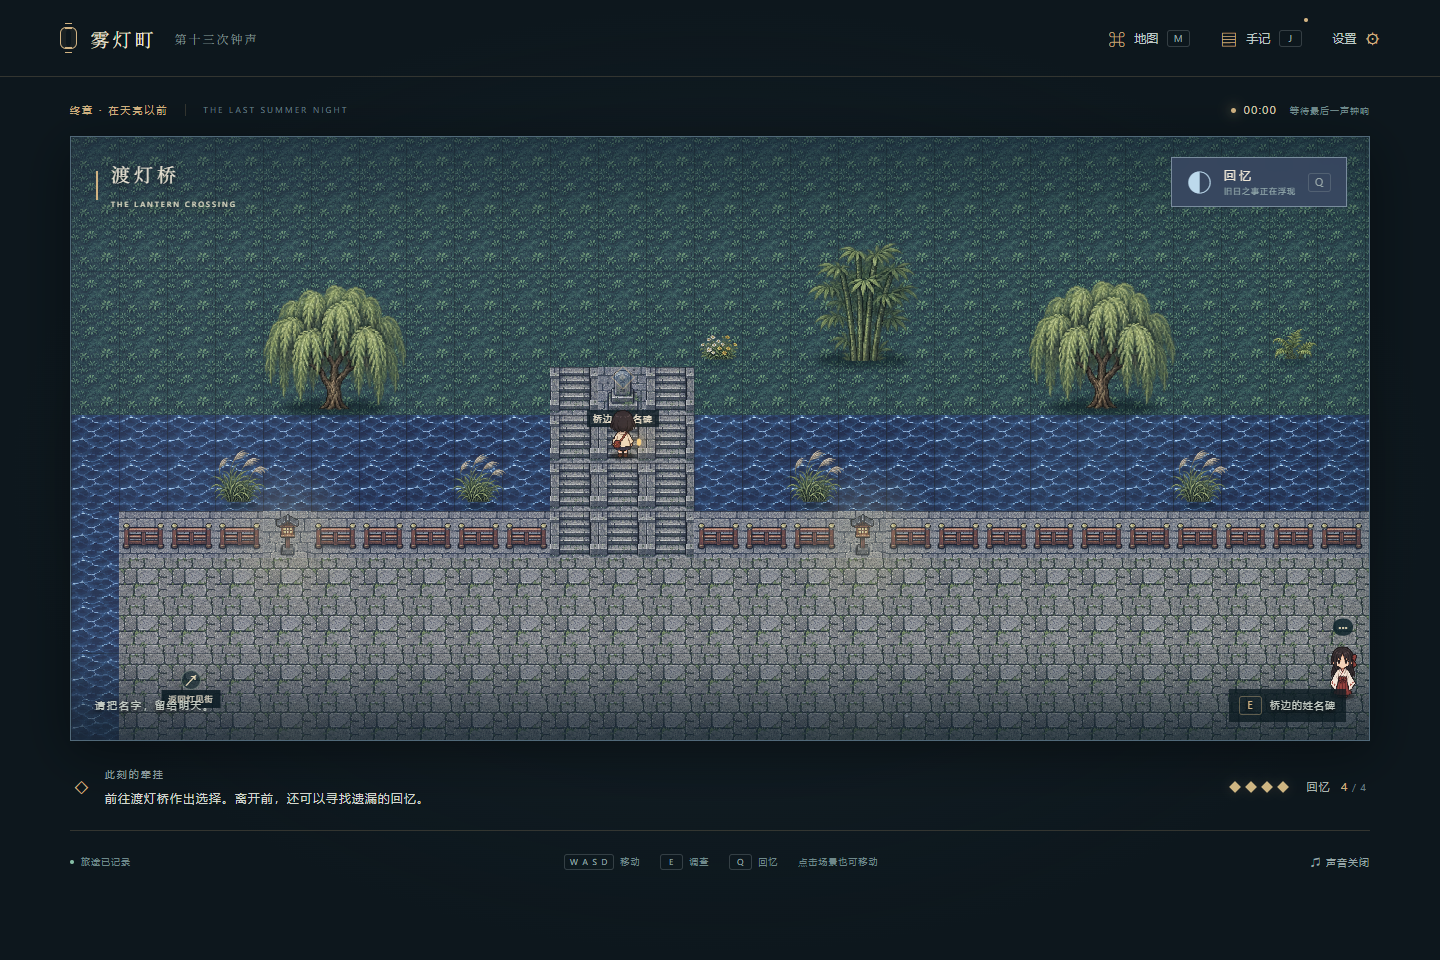 雾灯町 第十三次钟声
地图 M 手记 J 设置
终章 · 在天亮以前 THE LAST SUMMER NIGHT 00:00 等待最后一声钟响
渡灯桥
THE LANTERN CROSSING
回忆
旧日之事正在浮现
Q
桥边 名碑
返回灯见街
请把名字，留给明天。
E 桥边的姓名碑
此刻的牵挂
前往渡灯桥作出选择。离开前，还可以寻找遗漏的回忆。
回忆 4 / 4
旅途已记录 WASD 移动 E 调查 Q 回忆 点击场景也可移动 声音关闭